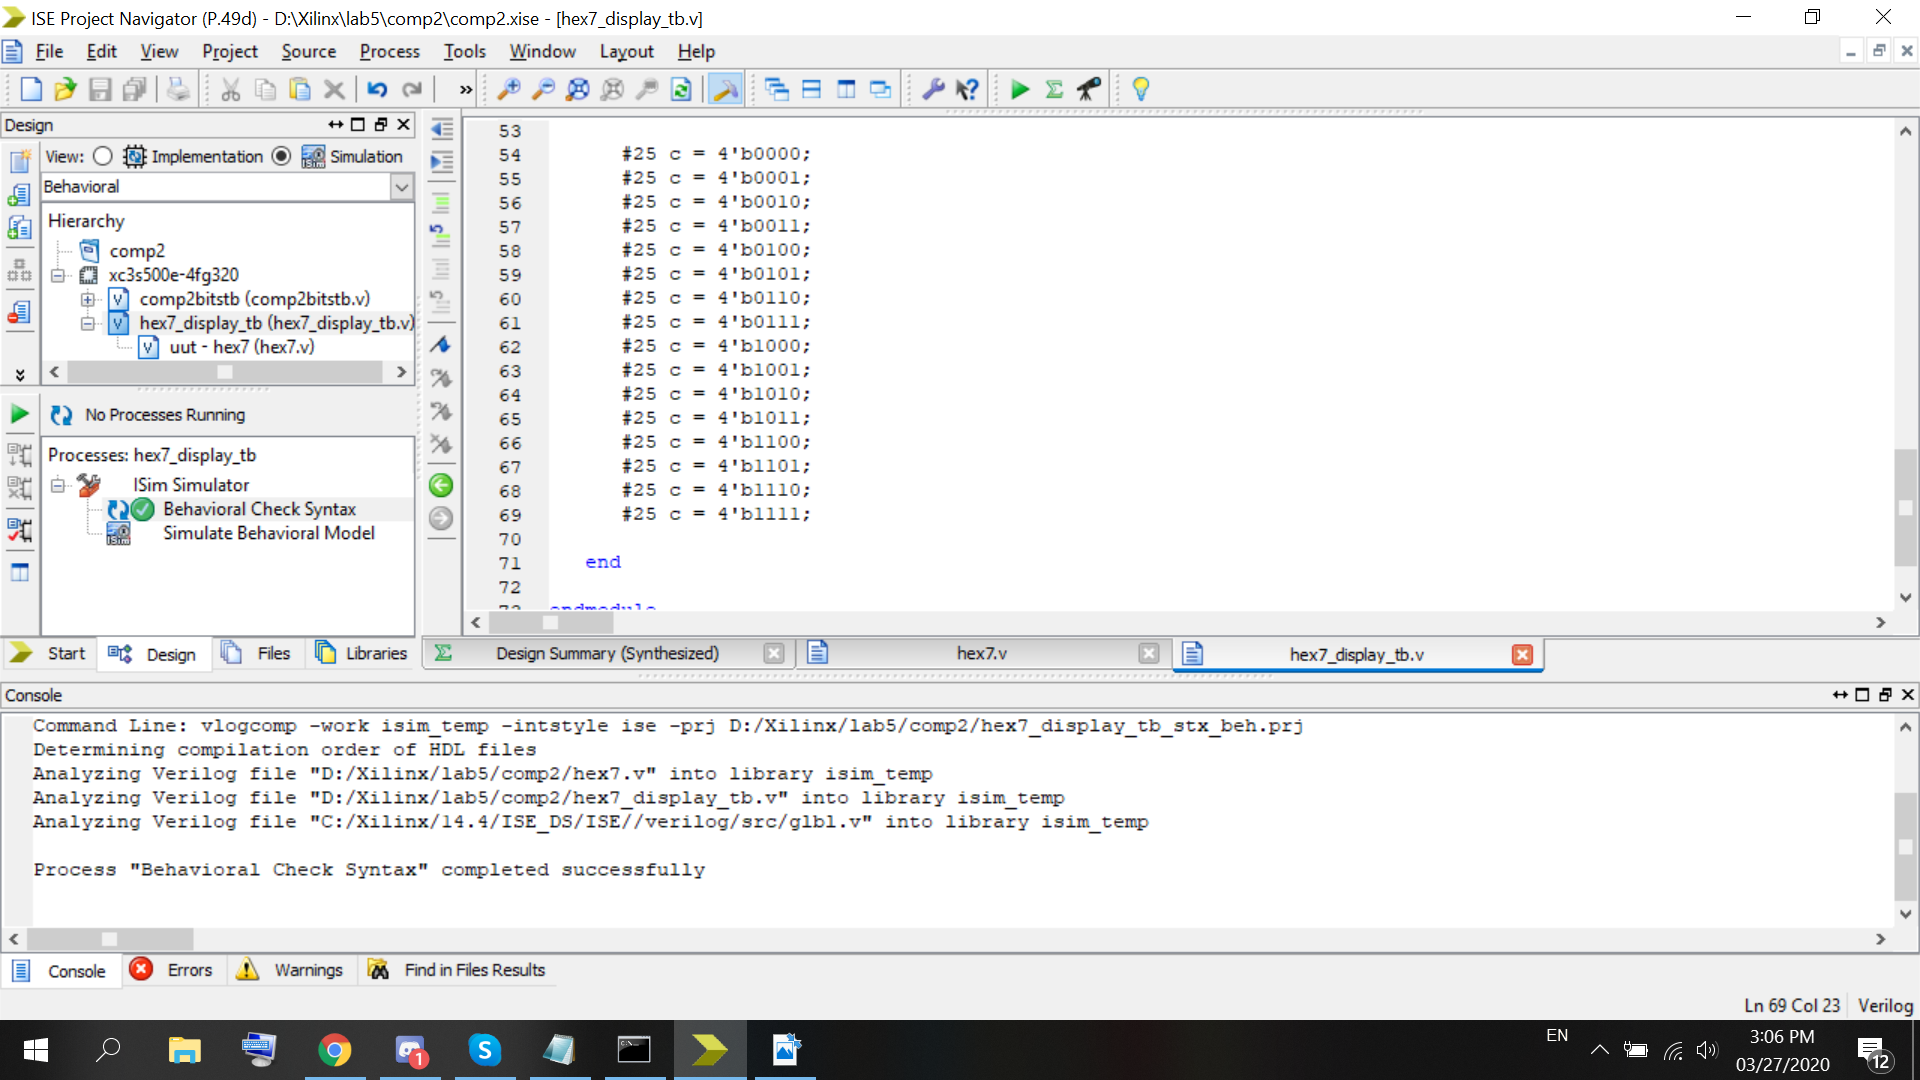 ISE Project Navigator (P.49d) - D:\Xilinx\lab5\comp2\comp2.xise - [hex7_display_tb.v]
File Edit View Project Source Process Tools Window Layout Help
Design
View: Implementation Simulation
Behavioral
Hierarchy
comp2
xc3s500e-4fg320
comp2bitstb (comp2bitstb.v)
hex7_display_tb (hex7_display_tb.v)
uut - hex7 (hex7.v)
No Processes Running
Processes: hex7_display_tb
ISim Simulator
Behavioral Check Syntax
Simulate Behavioral Model
Start Design Files Libraries
53
54 #25 c = 4'b0000;
55 #25 c = 4'b0001;
56 #25 c = 4'b0010;
57 #25 c = 4'b0011;
58 #25 c = 4'b0100;
59 #25 c = 4'b0101;
60 #25 c = 4'b0110;
61 #25 c = 4'b0111;
62 #25 c = 4'b1000;
63 #25 c = 4'b1001;
64 #25 c = 4'b1010;
65 #25 c = 4'b1011;
66 #25 c = 4'b1100;
67 #25 c = 4'b1101;
68 #25 c = 4'b1110;
69 #25 c = 4'b1111;
70
71 end
72
73 endmodule
Design Summary (Synthesized) hex7.v hex7_display_tb.v
Console
Command Line: vlogcomp -work isim_temp -intstyle ise -prj D:/Xilinx/lab5/comp2/hex7_display_tb_stx_beh.prj
Determining compilation order of HDL files
Analyzing Verilog file "D:/Xilinx/lab5/comp2/hex7.v" into library isim_temp
Analyzing Verilog file "D:/Xilinx/lab5/comp2/hex7_display_tb.v" into library isim_temp
Analyzing Verilog file "C:/Xilinx/14.4/ISE_DS/ISE//verilog/src/glbl.v" into library isim_temp
Process "Behavioral Check Syntax" completed successfully
Console Errors Warnings Find in Files Results
Ln 69 Col 23 Verilog
1
EN
3:06 PM
03/27/2020
12